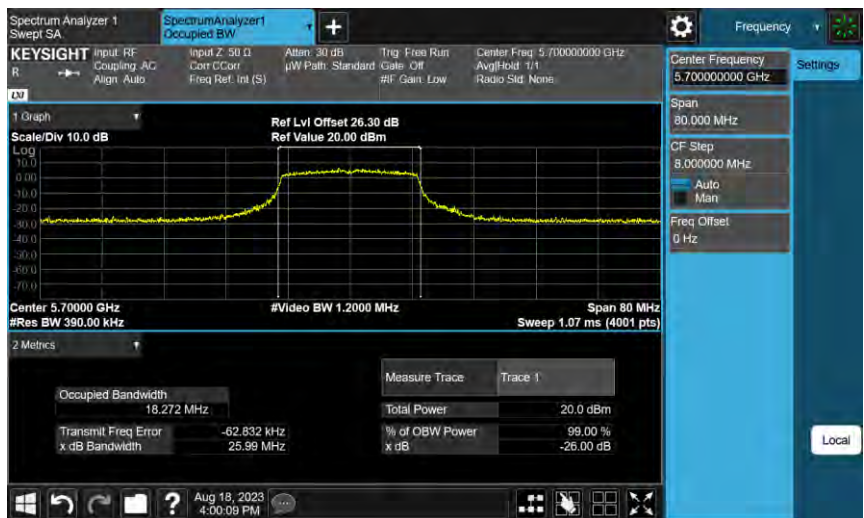 Spectrum Analyzer 1
Swept SA
SpectrumAnalyzer1
Occupied BW
Frequency
KEYSIGHT
R
LXI
Input: RF
Coupling: AC
Align: Auto
Input Z: 50 Ω
Corr CCorr
Freq Ref: Int (S)
Atten: 30 dB
µW Path: Standard
Trig: Free Run
Gate: Off
#IF Gain: Low
Center Freq: 5.700000000 GHz
Avg|Hold: 1/1
Radio Std: None
Center Frequency
5.700000000 GHz
Settings
Span
80.000 MHz
CF Step
8.000000 MHz
Auto
Man
Freq Offset
0 Hz
1 Graph
Scale/Div 10.0 dB
Ref Lvl Offset 26.30 dB
Ref Value 20.00 dBm
Log
10.0
0.00
-10.0
-20.0
-30.0
-40.0
-50.0
-60.0
-70.0
Center 5.70000 GHz
#Video BW 1.2000 MHz
Span 80 MHz
#Res BW 390.00 kHz
Sweep 1.07 ms (4001 pts)
2 Metrics
Measure Trace
Trace 1
Occupied Bandwidth
18.272 MHz
Total Power
20.0 dBm
Transmit Freq Error
-62.832 kHz
% of OBW Power
99.00 %
x dB Bandwidth
25.99 MHz
x dB
-26.00 dB
Local
?
Aug 18, 2023
4:00:09 PM